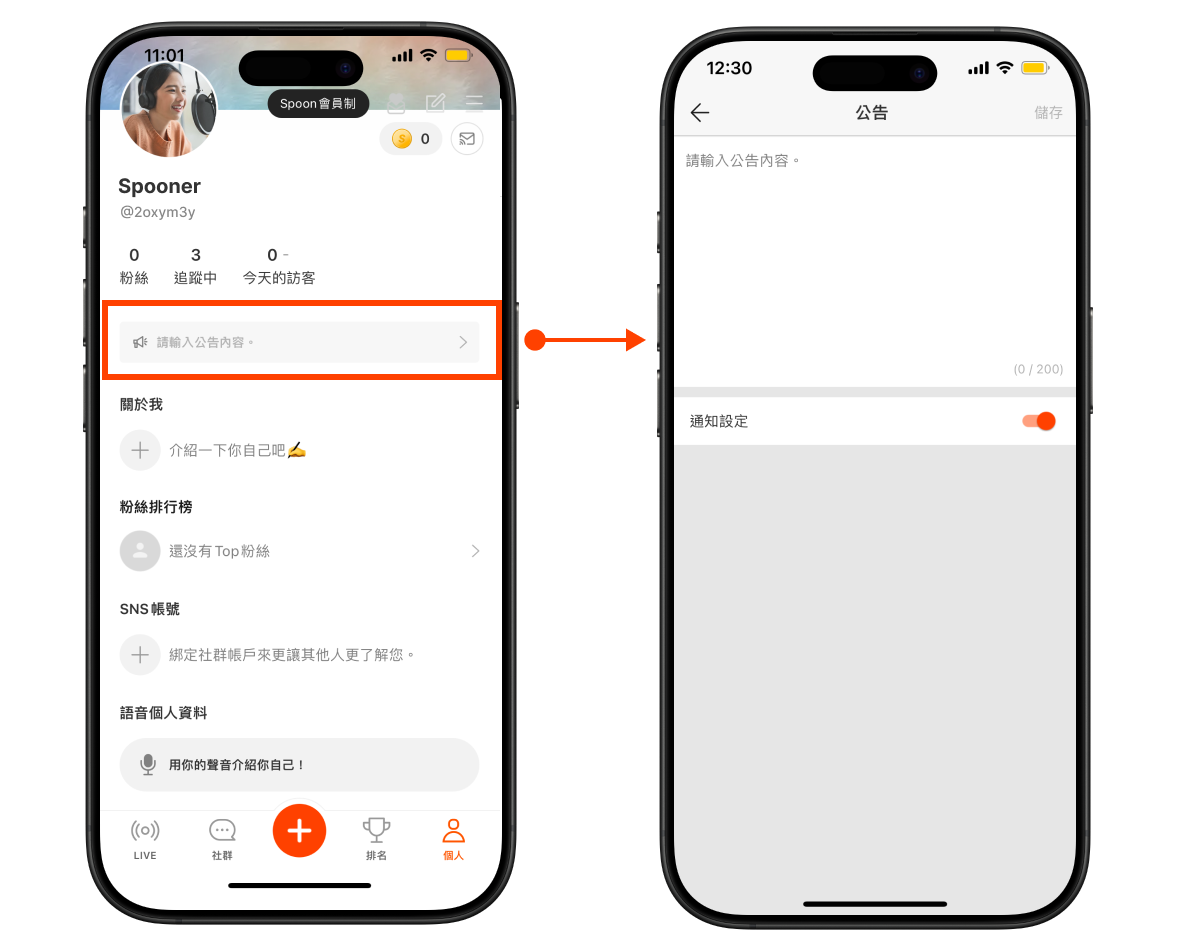 11:01
Spoon會員制
S 0
Spooner
@2oxym3y
0 3 0 -
粉絲 追蹤中 今天的訪客
請輸入公告內容。
關於我
介紹一下你自己吧✍️
粉絲排行榜
還沒有Top粉絲
SNS帳號
綁定社群帳戶來更讓其他人更了解您。
語音個人資料
用你的聲音介紹你自己！
LIVE 社群 排名 個人
12:30
公告 儲存
請輸入公告內容。
(0 / 200)
通知設定